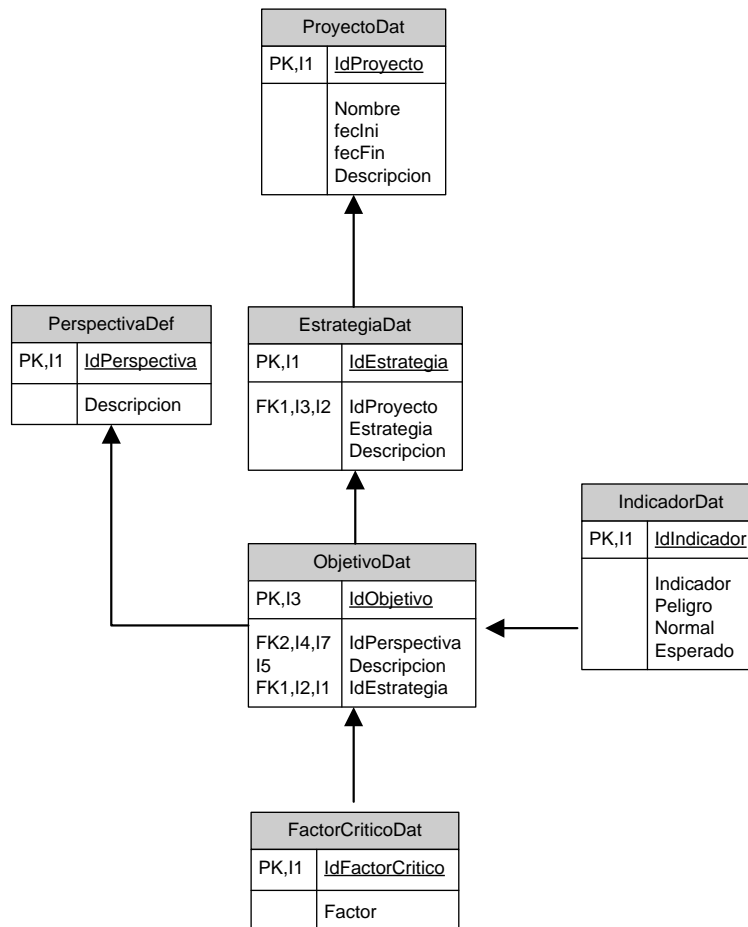 ProyectoDat
PK,I1 IdProyecto
Nombre
fecIni
fecFin
Descripcion
PerspectivaDef
PK,I1 IdPerspectiva
Descripcion
EstrategiaDat
PK,I1 IdEstrategia
FK1,I3,I2 IdProyecto
Estrategia
Descripcion
IndicadorDat
PK,I1 IdIndicador
Indicador
Peligro
Normal
Esperado
ObjetivoDat
PK,I3 IdObjetivo
FK2,I4,I7 IdPerspectiva
I5 Descripcion
FK1,I2,I1 IdEstrategia
FactorCriticoDat
PK,I1 IdFactorCritico
Factor